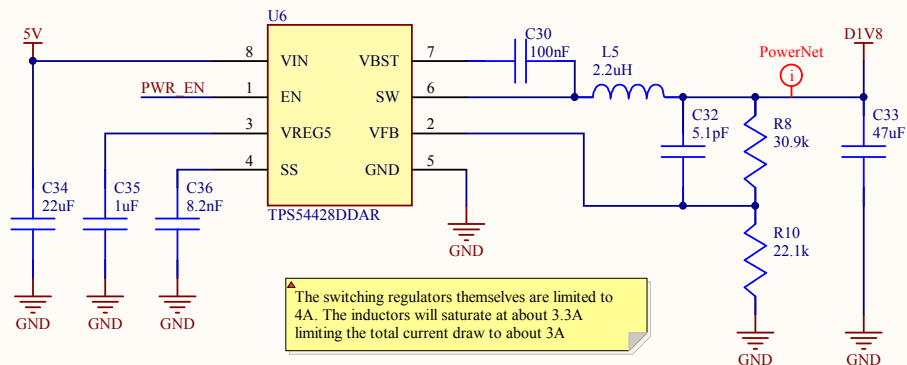 U6
5V
8 VIN
1 EN
PWR_EN
3 VREG5
4 SS
VBST 7
SW 6
VFB 2
GND 5
TPS54428DDAR
C30
100nF
L5
2.2uH
PowerNet
i
D1V8
C32
5.1pF
R8
30.9k
C33
47uF
C34
22uF
C35
1uF
C36
8.2nF
R10
22.1k
GND
GND
GND
GND
GND
GND
The switching regulators themselves are limited to
4A. The inductors will saturate at about 3.3A
limiting the total current draw to about 3A